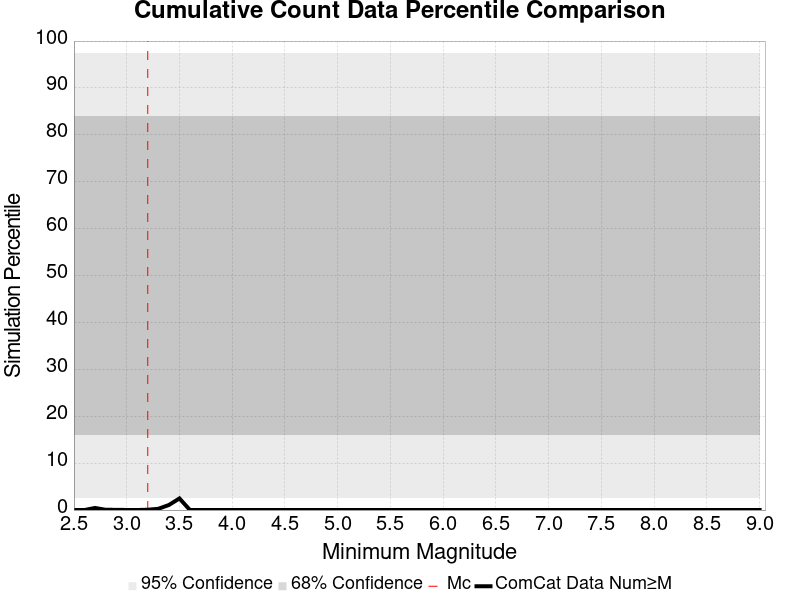 Cumulative Count Data Percentile Comparison
100
90
80
70
60
50
40
30
20
10
0
Simulation Percentile
2.5 3.0 3.5 4.0 4.5 5.0 5.5 6.0 6.5 7.0 7.5 8.0 8.5 9.0
Minimum Magnitude
95% Confidence 68% Confidence Mc ComCat Data Num≥M